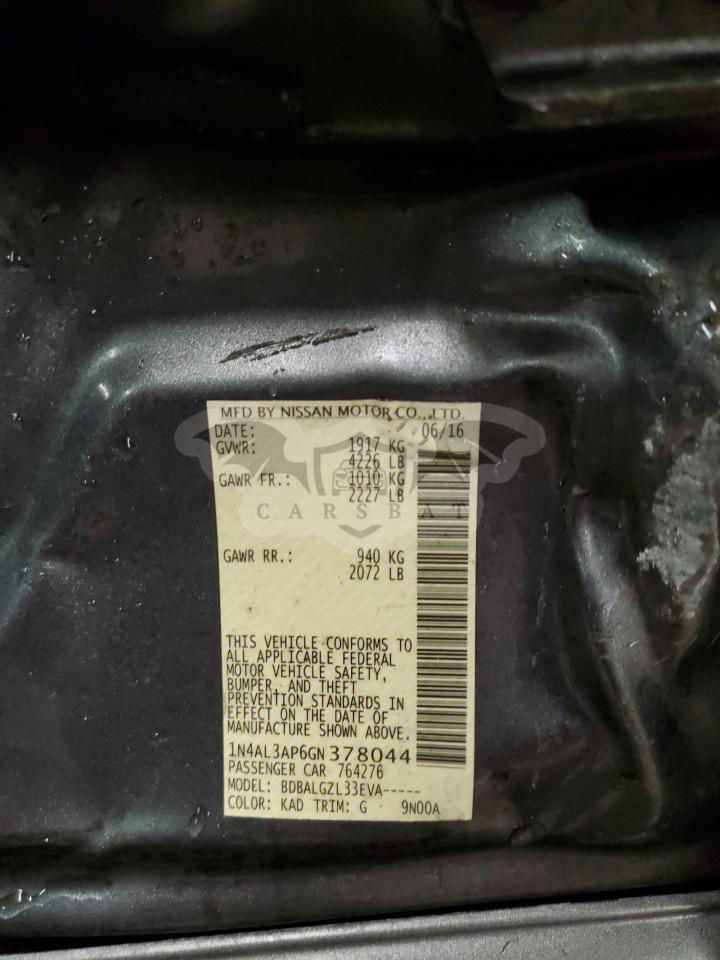 MFD BY NISSAN MOTOR CO.,LTD.
DATE: 06/16
GVWR: 1917 KG
4226 LB
GAWR FR.: 1010 KG
2227 LB
CARSBAT
GAWR RR.: 940 KG
2072 LB
THIS VEHICLE CONFORMS TO
ALL APPLICABLE FEDERAL
MOTOR VEHICLE SAFETY,
BUMPER, AND THEFT
PREVENTION STANDARDS IN
EFFECT ON THE DATE OF
MANUFACTURE SHOWN ABOVE.
1N4AL3AP6GN378044
PASSENGER CAR 764276
MODEL: BDBALGZL33EVA-----
COLOR: KAD TRIM: G 9N00A